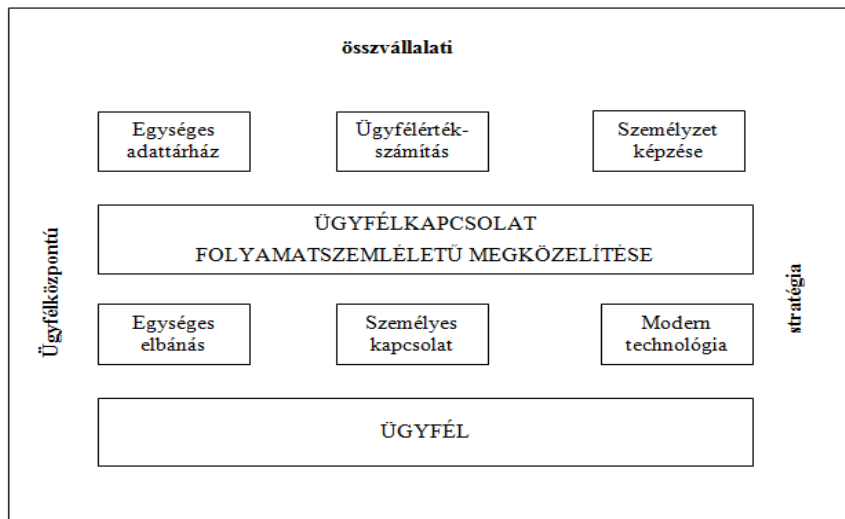 összvállalati
Egységes
adattárház
Ügyfélérték-
számítás
Személyzet
képzése
Ügyfélközpontú
ÜGYFÉLKAPCSOLAT
FOLYAMATSZEMLÉLETŰ MEGKÖZELÍTÉSE
stratégia
Egységes
elbánás
Személyes
kapcsolat
Modern
technológia
ÜGYFÉL